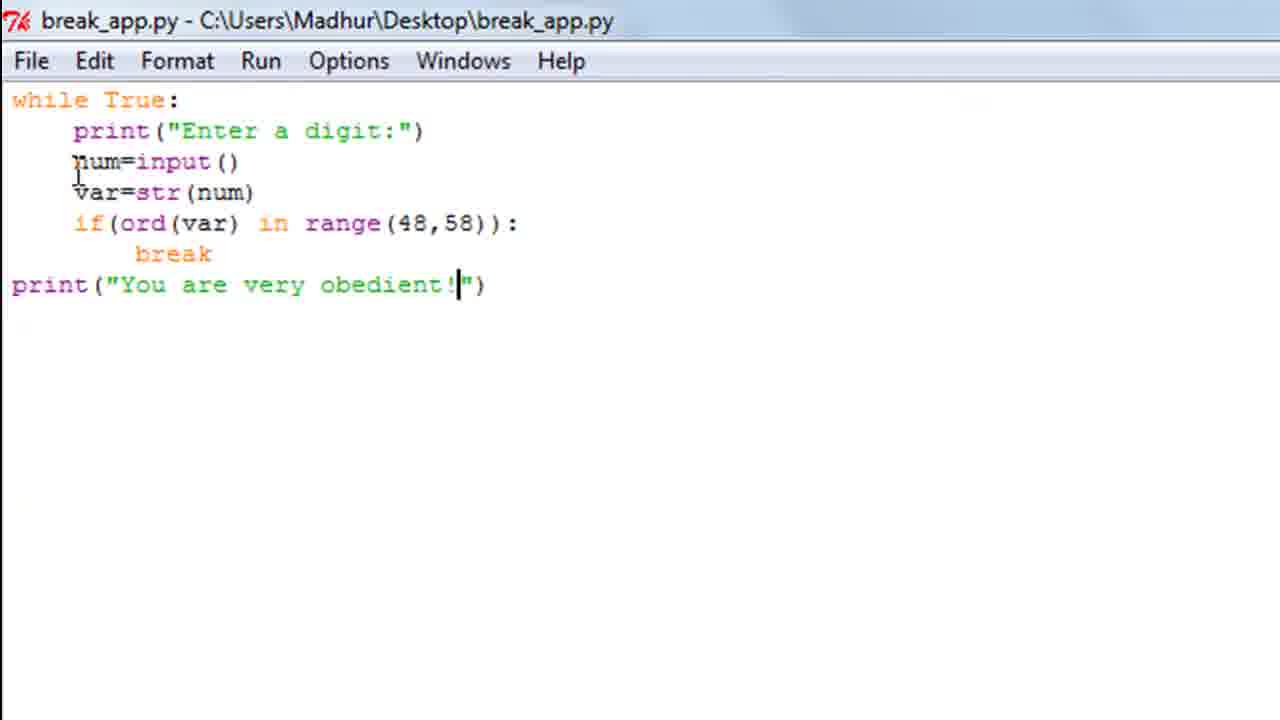 break_app.py - C:\Users\Madhur\Desktop\break_app.py
File Edit Format Run Options Windows Help
while True:
    print("Enter a digit:")
    num=input()
    var=str(num)
    if(ord(var) in range(48,58)):
        break
print("You are very obedient!")